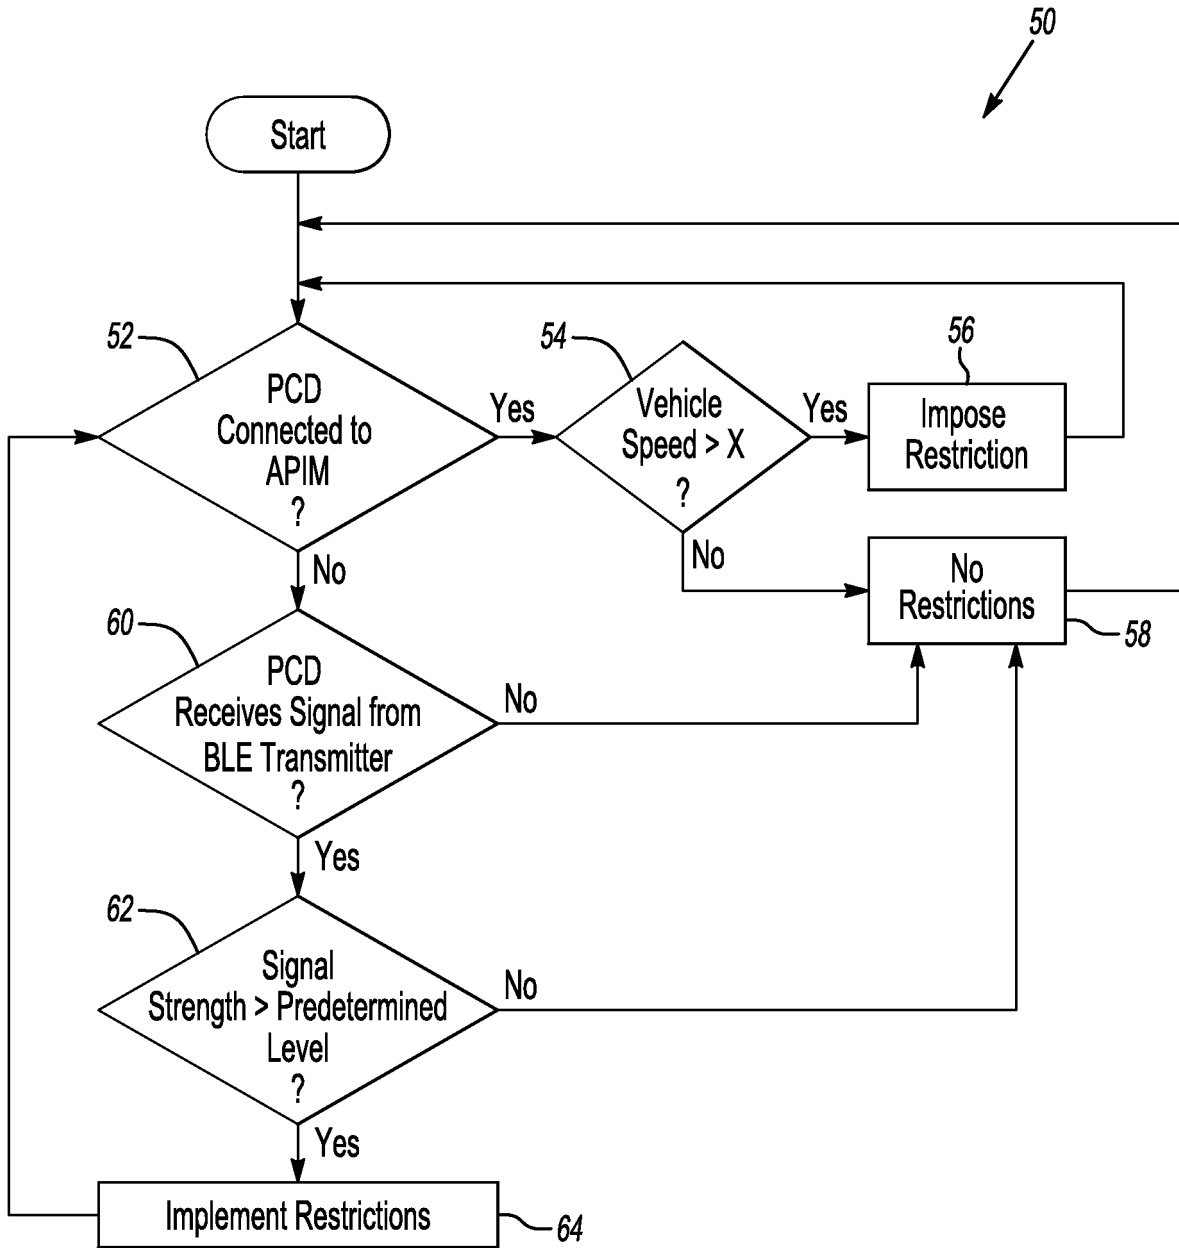 50
Start
52
PCD
Connected to
APIM
?
Yes
54
Vehicle
Speed > X
?
Yes
56
Impose
Restriction
No
No
Restrictions
58
No
60
PCD
Receives Signal from
BLE Transmitter
?
No
Yes
62
Signal
Strength > Predetermined
Level
?
No
Yes
Implement Restrictions
64